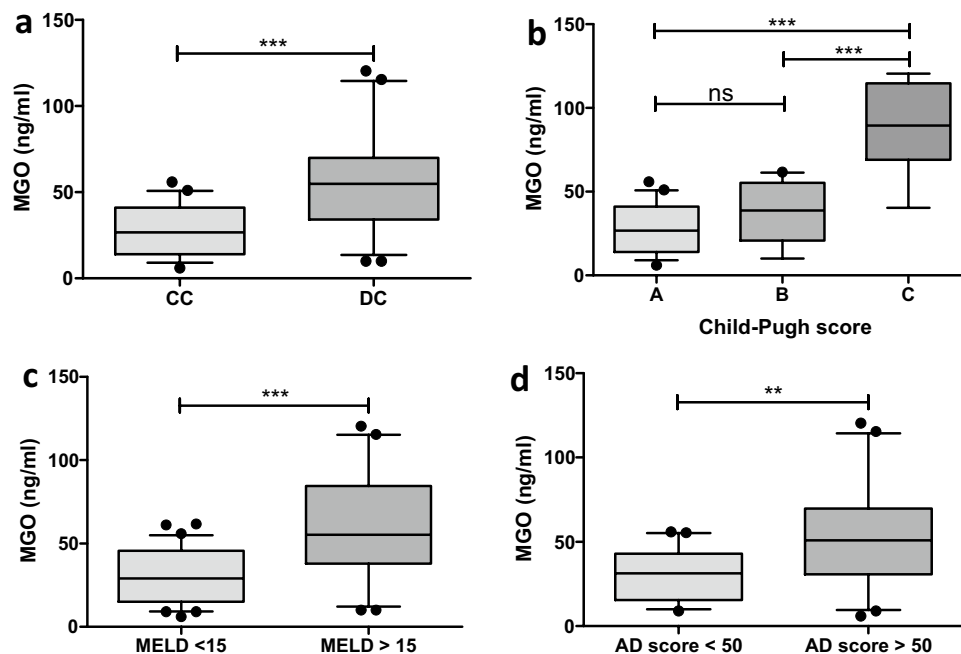 a
***
150
100
50
0
MGO (ng/ml)
CC DC
b
***
***
ns
150
100
50
0
MGO (ng/ml)
A B C
Child-Pugh score
c
***
150
100
50
0
MGO (ng/ml)
MELD <15 MELD > 15
d
**
150
100
50
0
MGO (ng/ml)
AD score < 50 AD score > 50